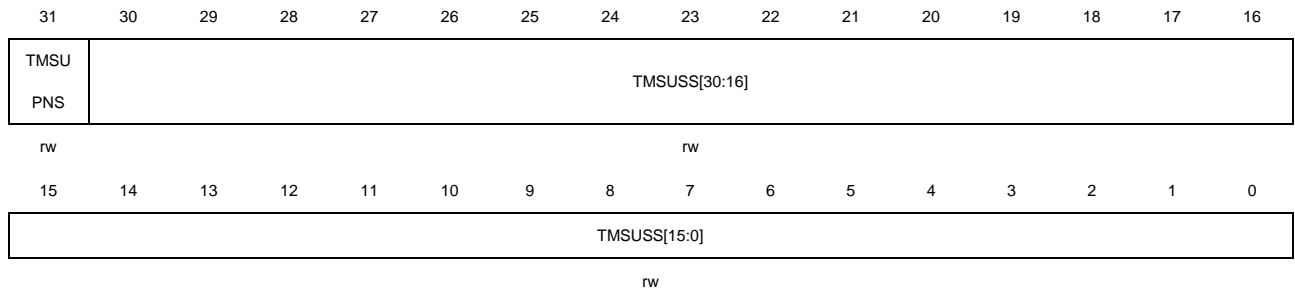 31 30 29 28 27 26 25 24 23 22 21 20 19 18 17 16
TMSU
PNS
TMSUSS[30:16]
rw rw
15 14 13 12 11 10 9 8 7 6 5 4 3 2 1 0
TMSUSS[15:0]
rw